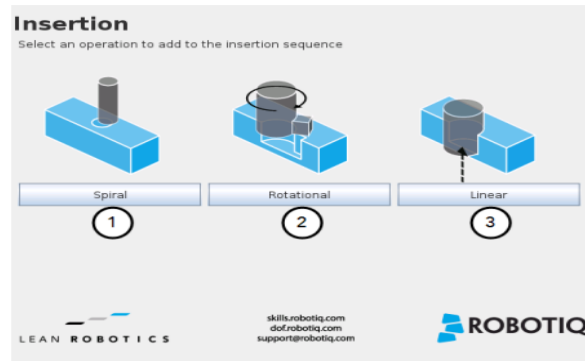 Insertion
Select an operation to add to the insertion sequence
Spiral
Rotational
Linear
1
2
3
LEAN ROBOTICS
skills.robotiq.com
dof.robotiq.com
support@robotiq.com
ROBOTIQ